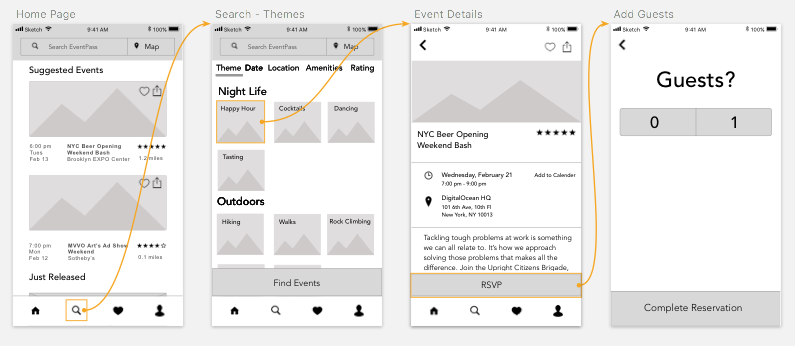 Home Page
Sketch 9:41 AM 100%
Search EventPass Map
Suggested Events
6:00 pm NYC Beer Opening
Tues Weekend Bash
Feb 13 Brooklyn EXPO Center 1.2 miles
7:00 pm MVVO Art's Ad Show
Mon Weekend
Feb 12 Sotheby's 0.1 miles
Just Released
Search - Themes
Sketch 9:41 AM 100%
Search EventPass Map
Theme Date Location Amenities Rating
Night Life
Happy Hour Cocktails Dancing
Tasting
Outdoors
Hiking Walks Rock Climbing
Find Events
Event Details
Sketch 9:41 AM 100%
NYC Beer Opening
Weekend Bash
Wednesday, February 21 Add to Calender
7:00 pm - 9:00 pm
DigitalOcean HQ
101 6th Ave, 10th Fl
New York, NY 10013
Tackling tough problems at work is something
we can all relate to. It's how we approach
solving those problems that makes all the
difference. Join the Upright Citizens Brigade,
RSVP
Add Guests
Sketch 9:41 AM 100%
Guests?
0 1
Complete Reservation